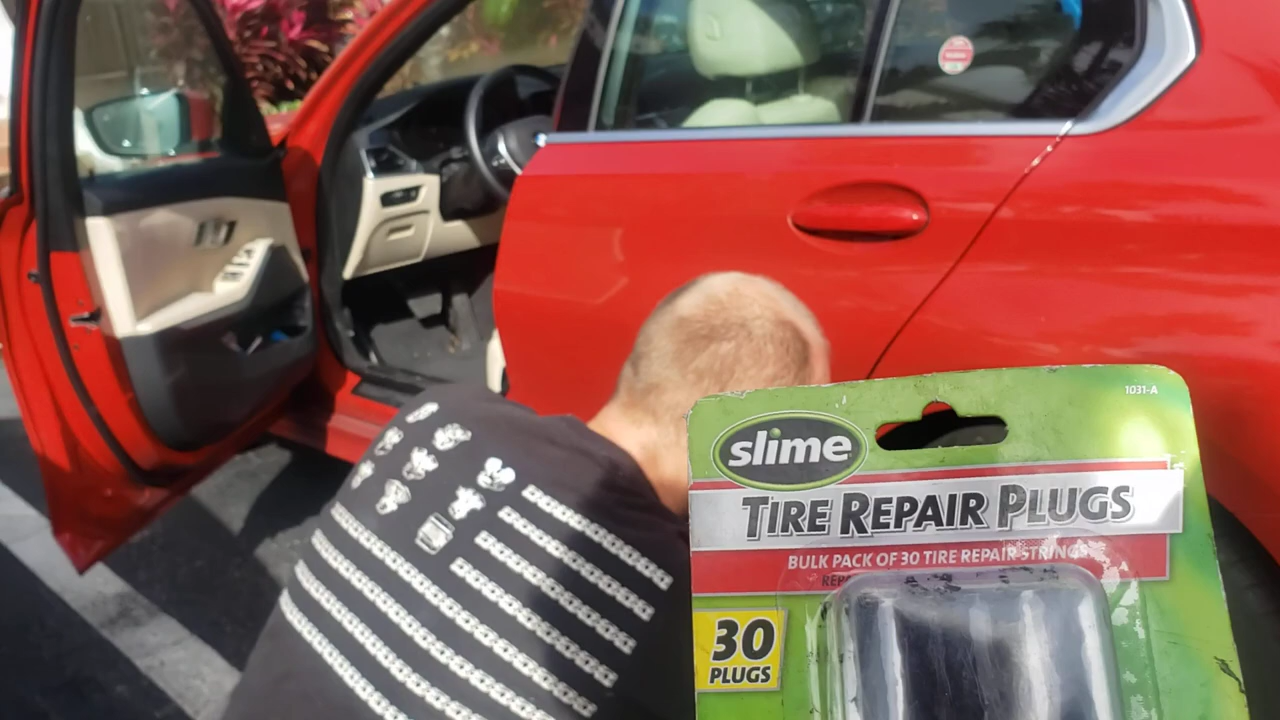 1031-A
slime
TIRE REPAIR PLUGS
BULK PACK OF 30 TIRE REPAIR STRINGS
30
PLUGS